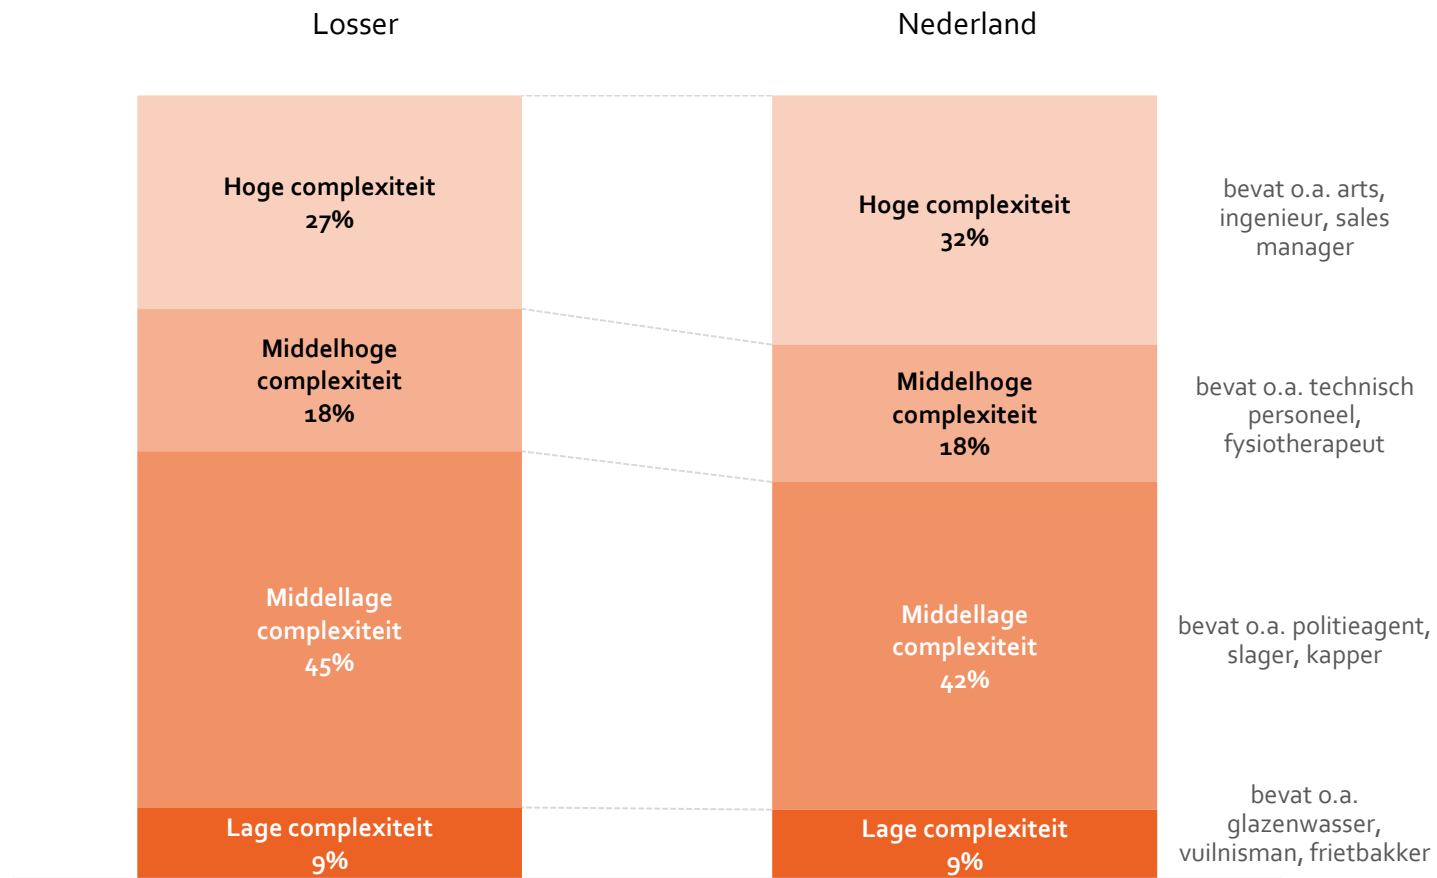 Losser
Nederland
Hoge complexiteit
27%
Hoge complexiteit
32%
bevat o.a. arts,
ingenieur, sales
manager
Middelhoge
complexiteit
18%
Middelhoge
complexiteit
18%
bevat o.a. technisch
personeel,
fysiotherapeut
Middellage
complexiteit
45%
Middellage
complexiteit
42%
bevat o.a. politieagent,
slager, kapper
Lage complexiteit
9%
Lage complexiteit
9%
bevat o.a.
glazenwasser,
vuilnisman, frietbakker